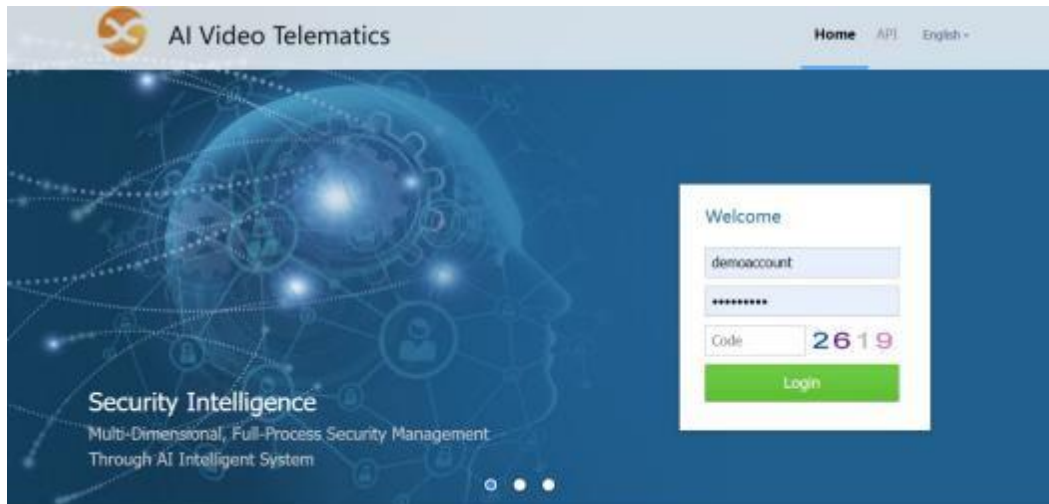 AI Video Telematics
Home API English
Welcome
demoaccount
•••••••••
Code 2619
Login
Security Intelligence
Multi-Dimensional, Full-Process Security Management
Through AI Intelligent System